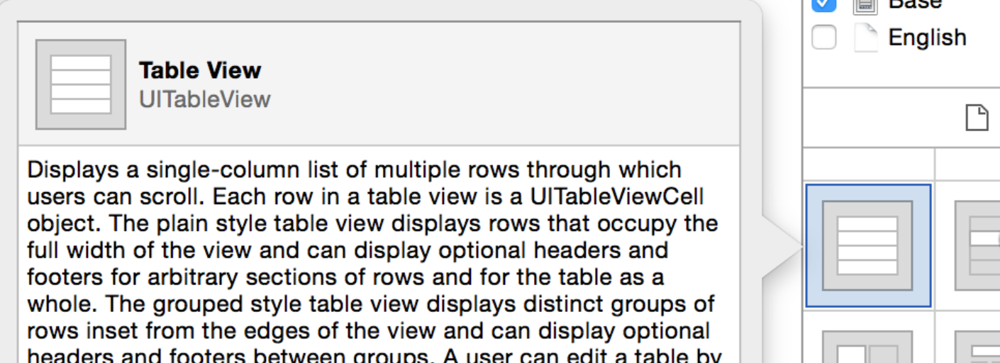 Table View
UITableView
Displays a single-column list of multiple rows through which
users can scroll. Each row in a table view is a UITableViewCell
object. The plain style table view displays rows that occupy the
full width of the view and can display optional headers and
footers for arbitrary sections of rows and for the table as a
whole. The grouped style table view displays distinct groups of
rows inset from the edges of the view and can display optional
headers and footers between groups. A user can edit a table by
Base
English